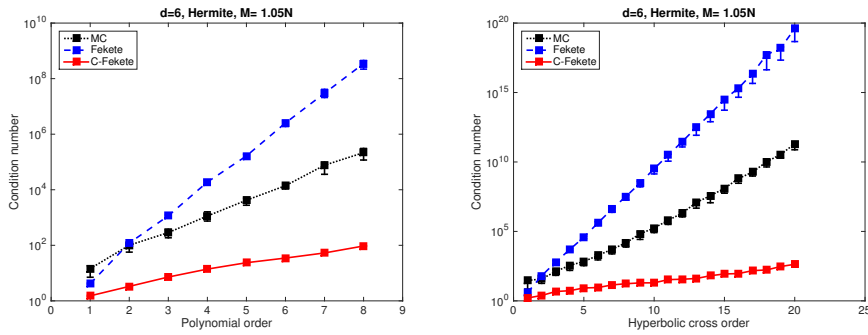 d=6, Hermite, M= 1.05N
10^10
10^8
10^6
10^4
10^2
10^0
Condition number
MC
Fekete
C-Fekete
0 1 2 3 4 5 6 7 8 9
Polynomial order
d=6, Hermite, M= 1.05N
10^20
10^15
10^10
10^5
10^0
Condition number
MC
Fekete
C-Fekete
0 5 10 15 20 25
Hyperbolic cross order